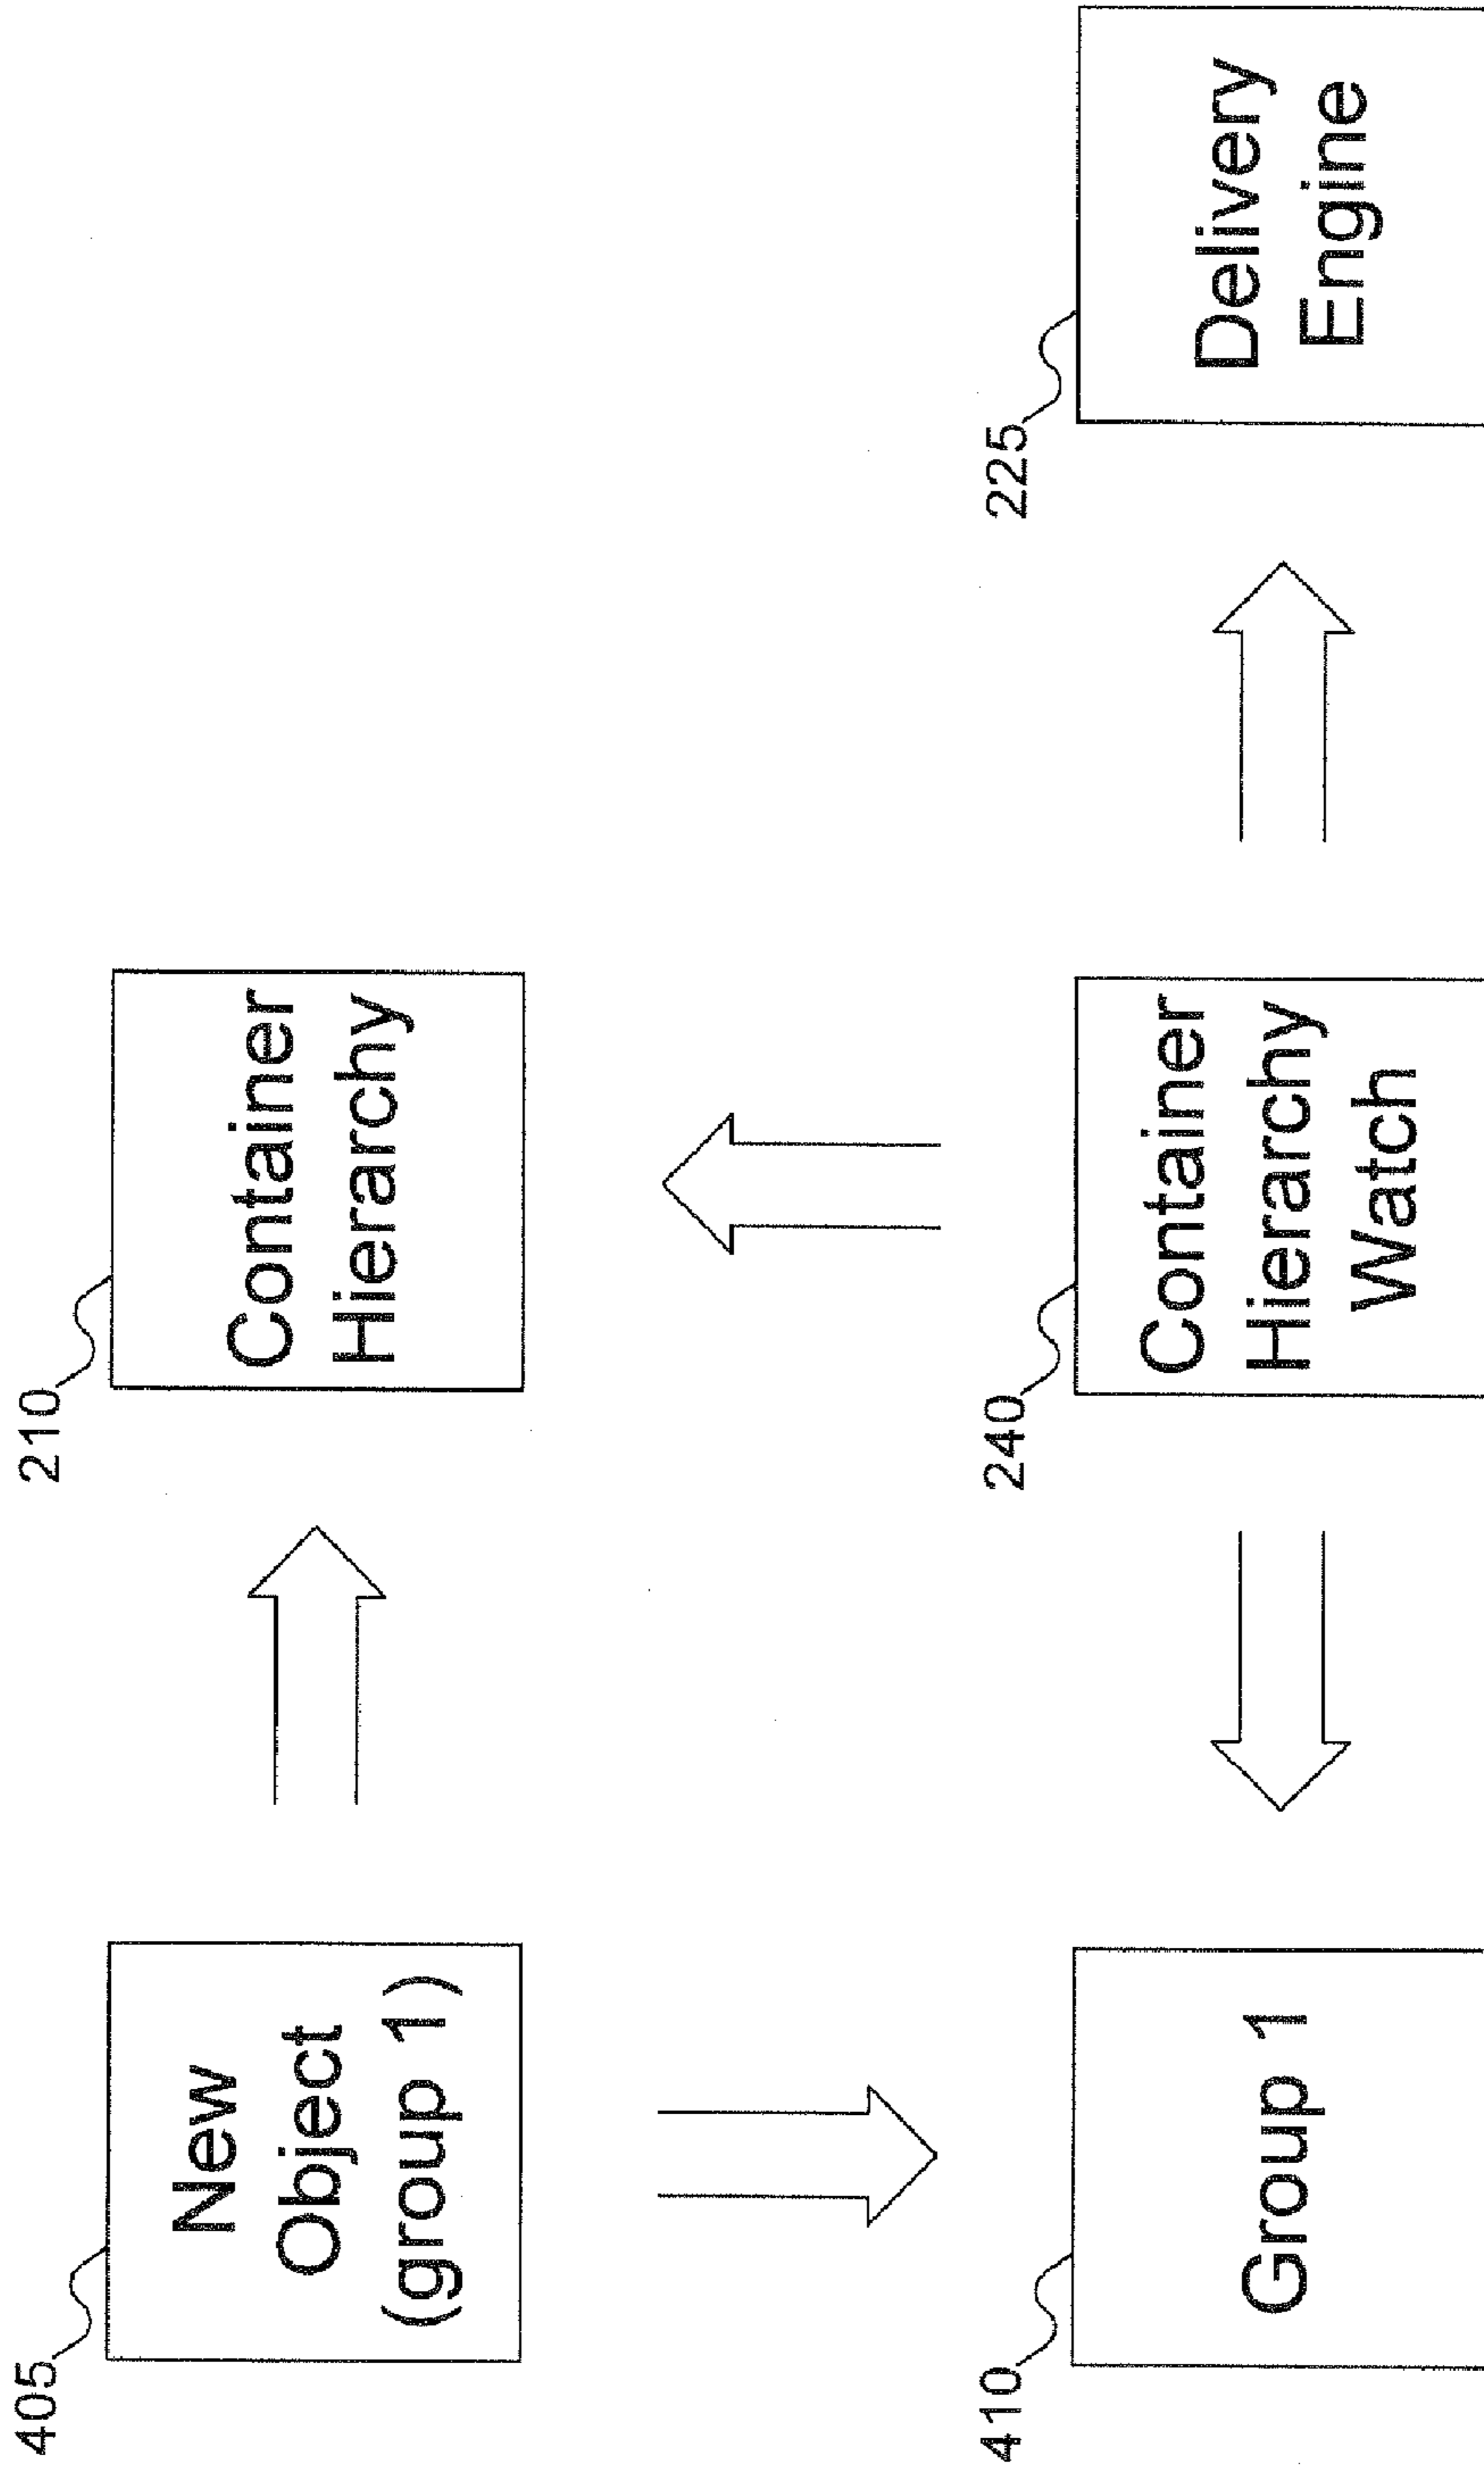 405
New
Object
(group 1)
210
Container
Hierarchy
410
Group 1
240
Container
Hierarchy
Watch
225
Delivery
Engine